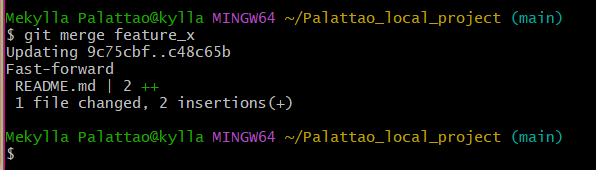 Mekylla Palattao@kylla MINGW64 ~/Palattao_local_project (main)
$ git merge feature_x
Updating 9c75cbf..c48c65b
Fast-forward
 README.md | 2 ++
 1 file changed, 2 insertions(+)

Mekylla Palattao@kylla MINGW64 ~/Palattao_local_project (main)
$